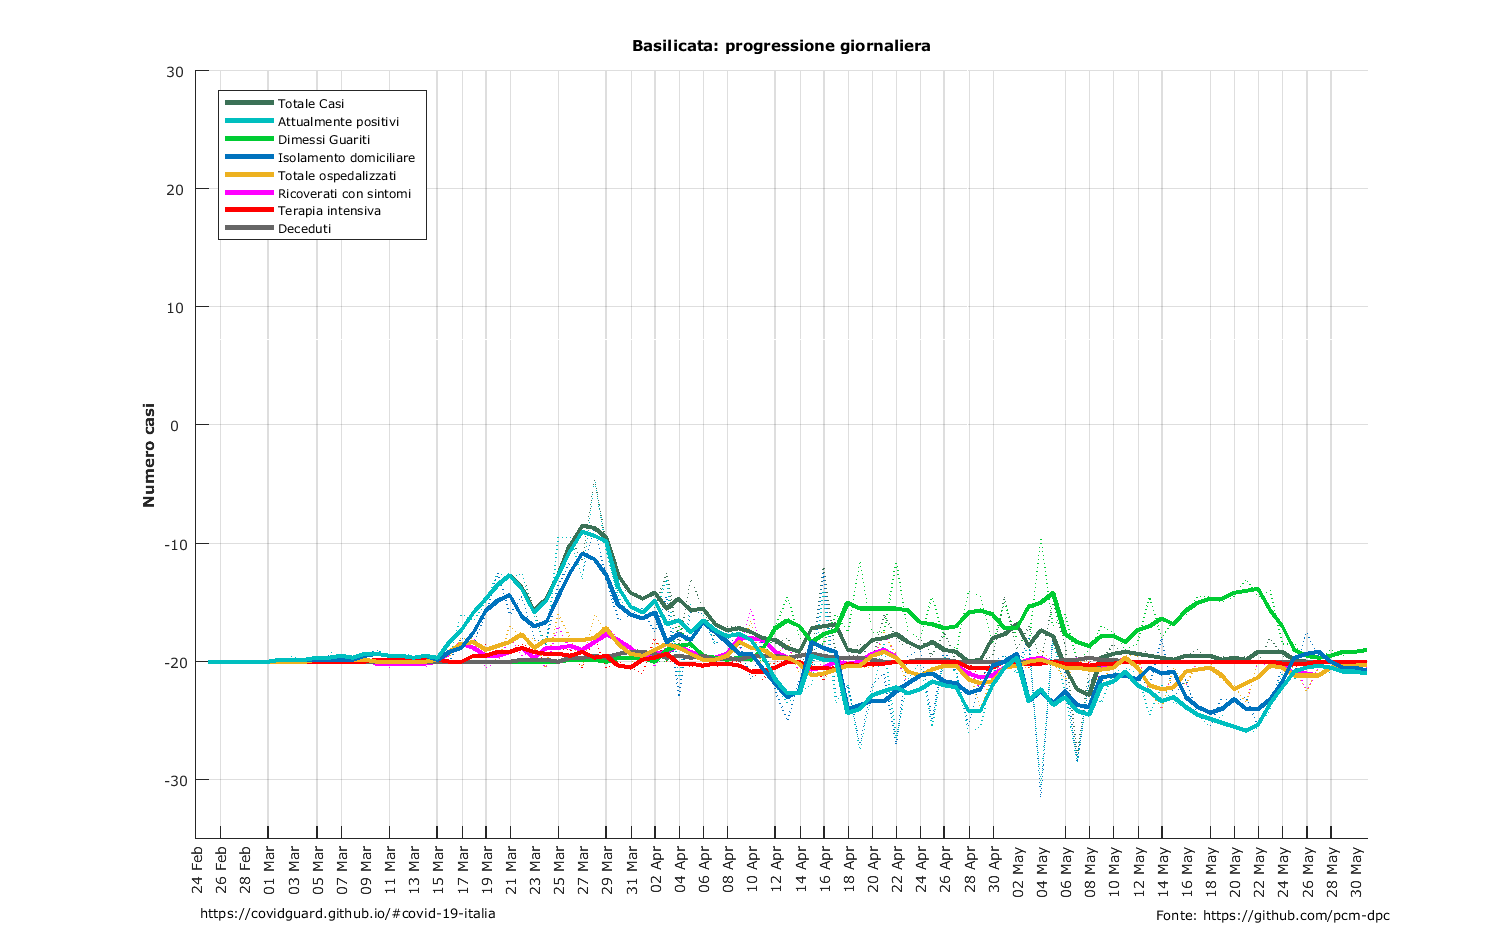 Basilicata: progressione giornaliera
30
20
10
0
-10
-20
-30
Numero casi
Totale Casi
Attualmente positivi
Dimessi Guariti
Isolamento domiciliare
Totale ospedalizzati
Ricoverati con sintomi
Terapia intensiva
Deceduti
24 Feb
26 Feb
28 Feb
01 Mar
03 Mar
05 Mar
07 Mar
09 Mar
11 Mar
13 Mar
15 Mar
17 Mar
19 Mar
21 Mar
23 Mar
25 Mar
27 Mar
29 Mar
31 Mar
02 Apr
04 Apr
06 Apr
08 Apr
10 Apr
12 Apr
14 Apr
16 Apr
18 Apr
20 Apr
22 Apr
24 Apr
26 Apr
28 Apr
30 Apr
02 May
04 May
06 May
08 May
10 May
12 May
14 May
16 May
18 May
20 May
22 May
24 May
26 May
28 May
30 May
https://covidguard.github.io/#covid-19-italia
Fonte: https://github.com/pcm-dpc